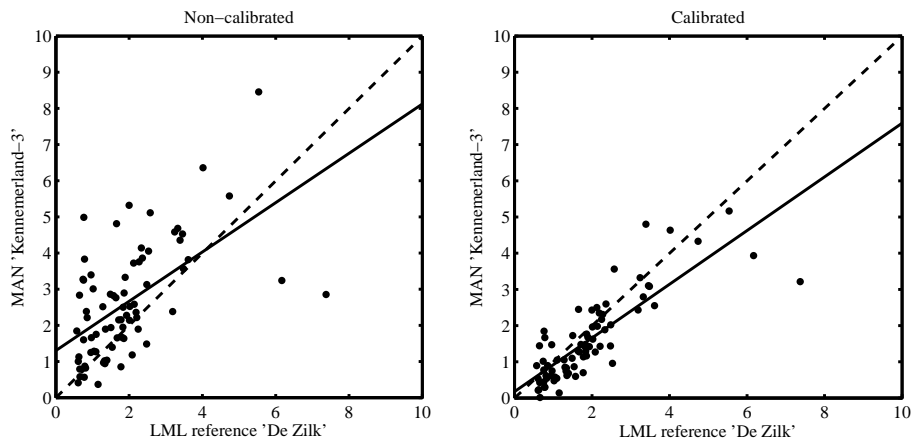 Non−calibrated
10
9
8
7
6
5
4
3
2
1
0
0 2 4 6 8 10
MAN 'Kennemerland−3'
LML reference 'De Zilk'
Calibrated
10
9
8
7
6
5
4
3
2
1
0
0 2 4 6 8 10
MAN 'Kennemerland−3'
LML reference 'De Zilk'